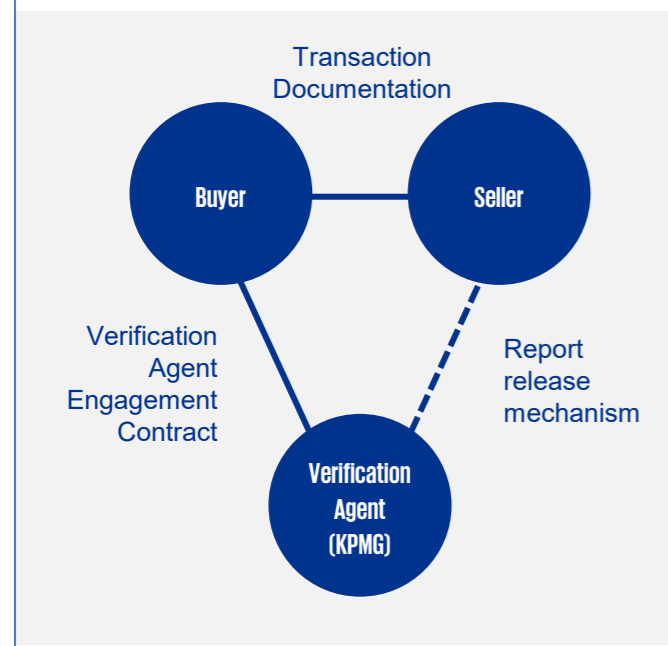 Transaction
Documentation
Buyer
Seller
Verification
Agent
Engagement
Contract
Report
release
mechanism
Verification
Agent
(KPMG)